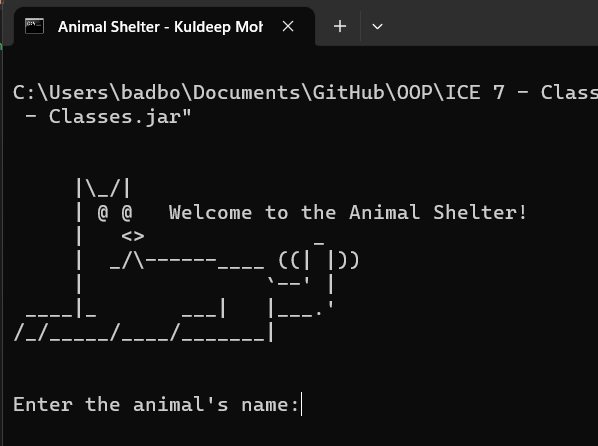 Animal Shelter - Kuldeep Moh
C:\Users\badbo\Documents\GitHub\OOP\ICE 7 - Class
 - Classes.jar"
     |\_/|
     | @ @   Welcome to the Animal Shelter!
     |   <>              _
     |  _/\------____ ((| |))
     |               `--' |
 ____|_       ___|   |___.'
/_/_____/____/_______|
Enter the animal's name: